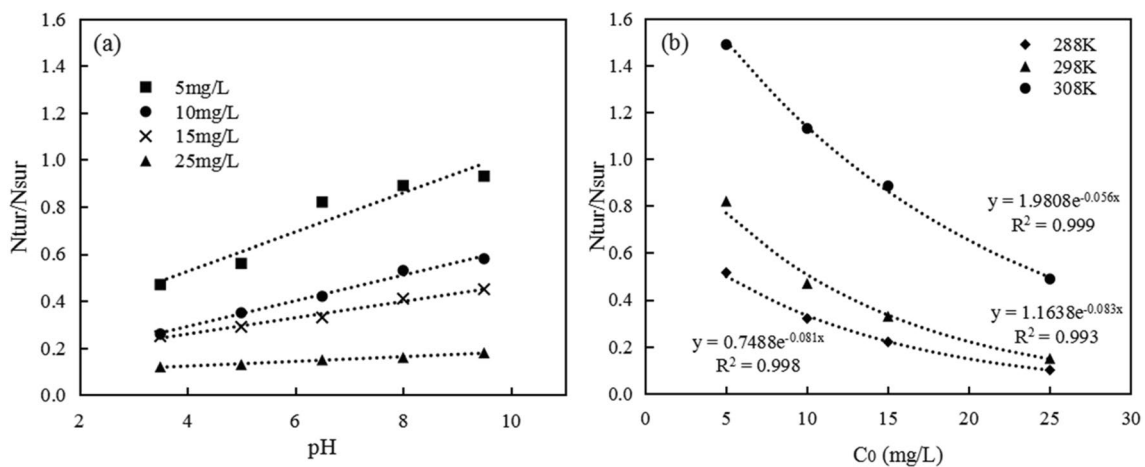 (a)
5mg/L
10mg/L
15mg/L
25mg/L
Ntur/Nsur
1.6
1.4
1.2
1.0
0.8
0.6
0.4
0.2
0.0
2
4
6
8
10
pH
(b)
288K
298K
308K
Ntur/Nsur
1.6
1.4
1.2
1.0
0.8
0.6
0.4
0.2
0.0
y = 1.9808e^-0.056x
R² = 0.999
y = 1.1638e^-0.083x
R² = 0.993
y = 0.7488e^-0.081x
R² = 0.998
0
5
10
15
20
25
30
C0 (mg/L)